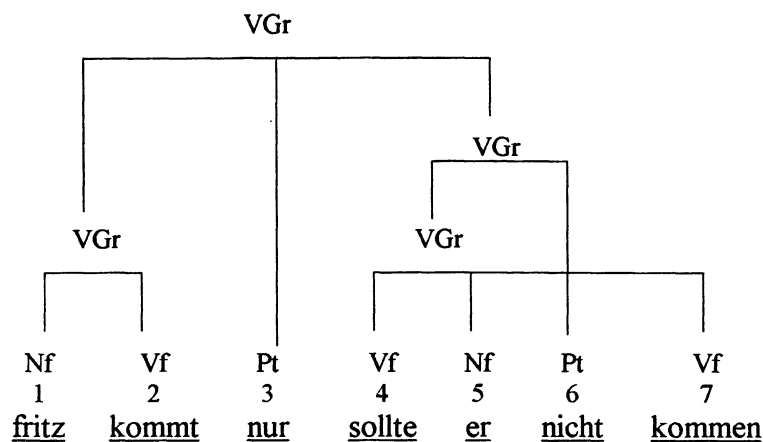 VGr
VGr
VGr VGr
Nf Vf Pt Vf Nf Pt Vf
1 2 3 4 5 6 7
fritz kommt nur sollte er nicht kommen